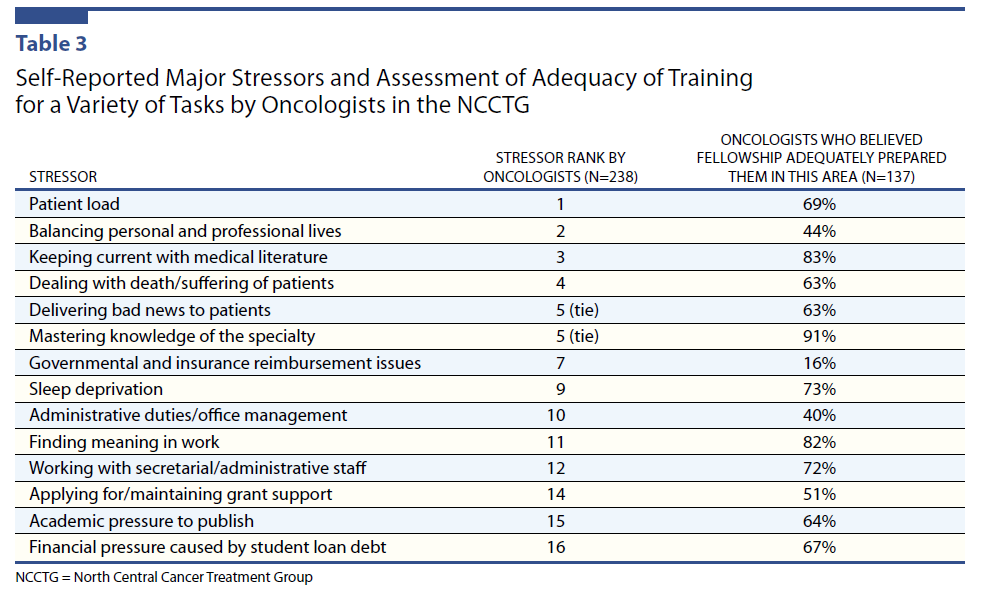 Table 3
Self-Reported Major Stressors and Assessment of Adequacy of Training
for a Variety of Tasks by Oncologists in the NCCTG
STRESSOR
STRESSOR RANK BY
ONCOLOGISTS (N=238)
ONCOLOGISTS WHO BELIEVED
FELLOWSHIP ADEQUATELY PREPARED
THEM IN THIS AREA (N=137)
Patient load 1 69%
Balancing personal and professional lives 2 44%
Keeping current with medical literature 3 83%
Dealing with death/suffering of patients 4 63%
Delivering bad news to patients 5 (tie) 63%
Mastering knowledge of the specialty 5 (tie) 91%
Governmental and insurance reimbursement issues 7 16%
Sleep deprivation 9 73%
Administrative duties/office management 10 40%
Finding meaning in work 11 82%
Working with secretarial/administrative staff 12 72%
Applying for/maintaining grant support 14 51%
Academic pressure to publish 15 64%
Financial pressure caused by student loan debt 16 67%
NCCTG = North Central Cancer Treatment Group